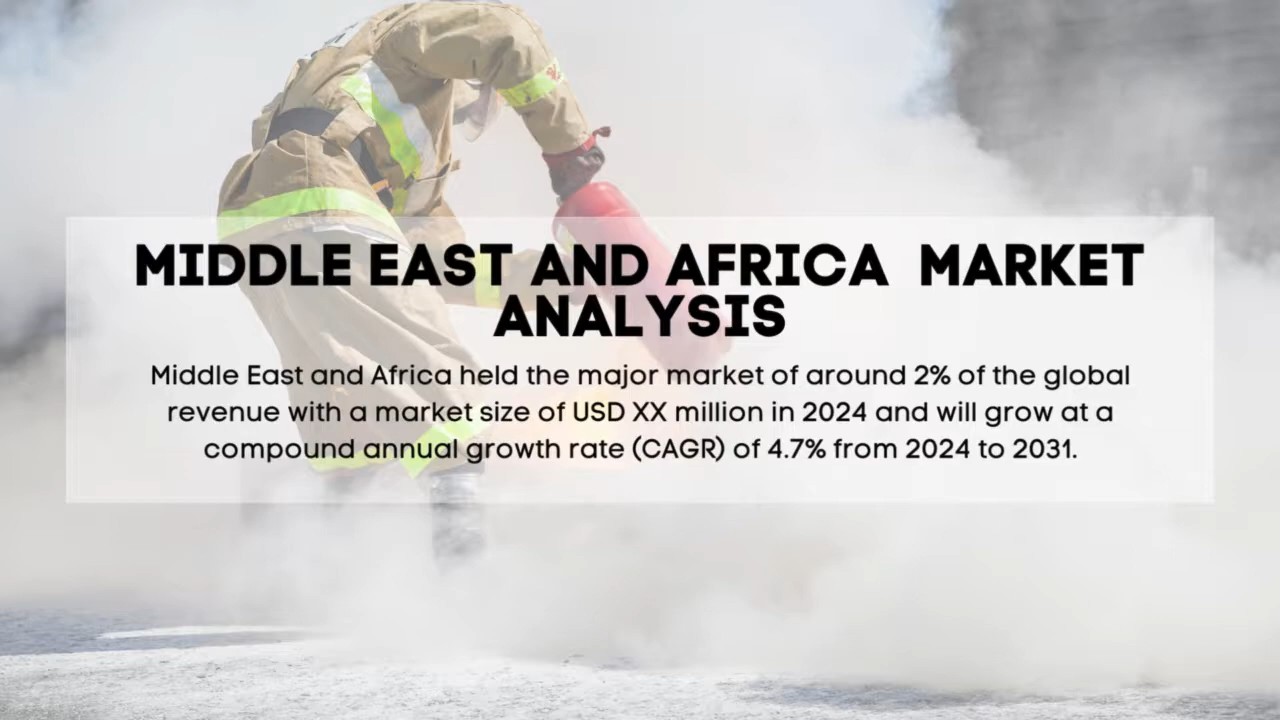 MIDDLE EAST AND AFRICA  MARKET
ANALYSIS
Middle East and Africa held the major market of around 2% of the global
revenue with a market size of USD XX million in 2024 and will grow at a
compound annual growth rate (CAGR) of 4.7% from 2024 to 2031.